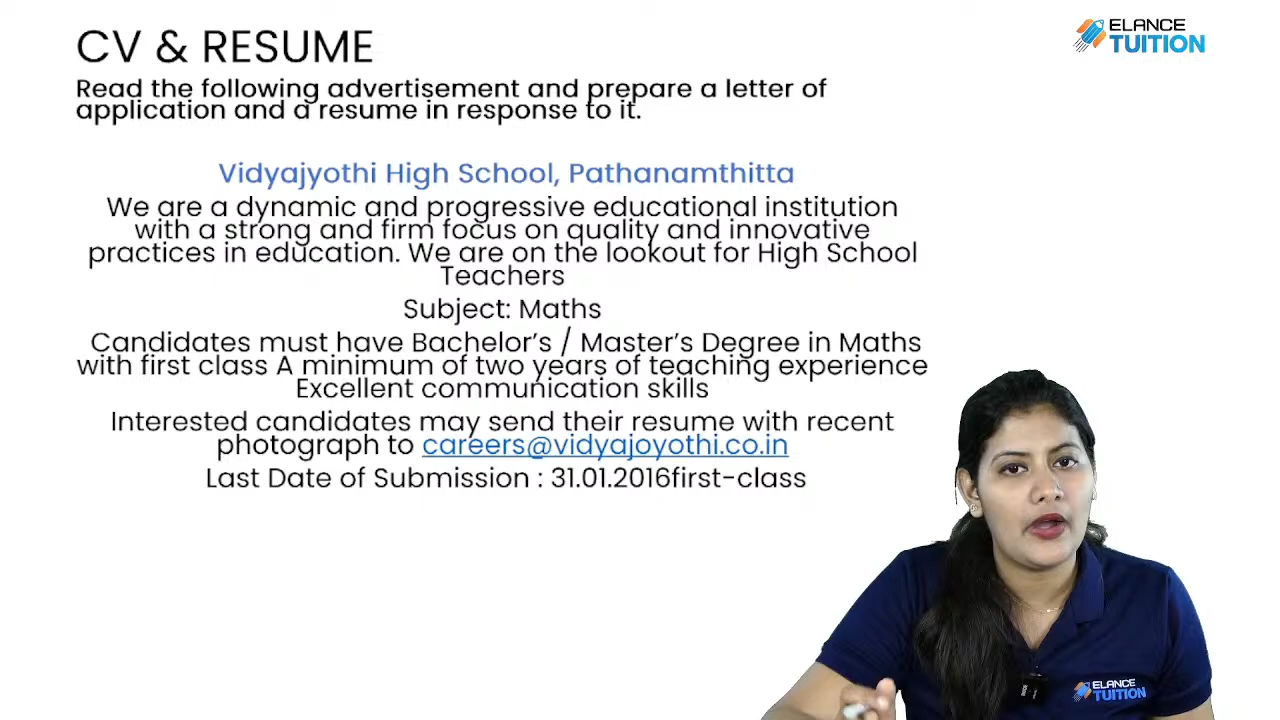 CV & RESUME
ELANCE
TUITION
Read the following advertisement and prepare a letter of
application and a resume in response to it.
Vidyajyothi High School, Pathanamthitta
We are a dynamic and progressive educational institution
with a strong and firm focus on quality and innovative
practices in education. We are on the lookout for High School
Teachers
Subject: Maths
Candidates must have Bachelor’s / Master’s Degree in Maths
with first class A minimum of two years of teaching experience
Excellent communication skills
Interested candidates may send their resume with recent
photograph to careers@vidyajoyothi.co.in
Last Date of Submission : 31.01.2016first-class
ELANCE
TUITION